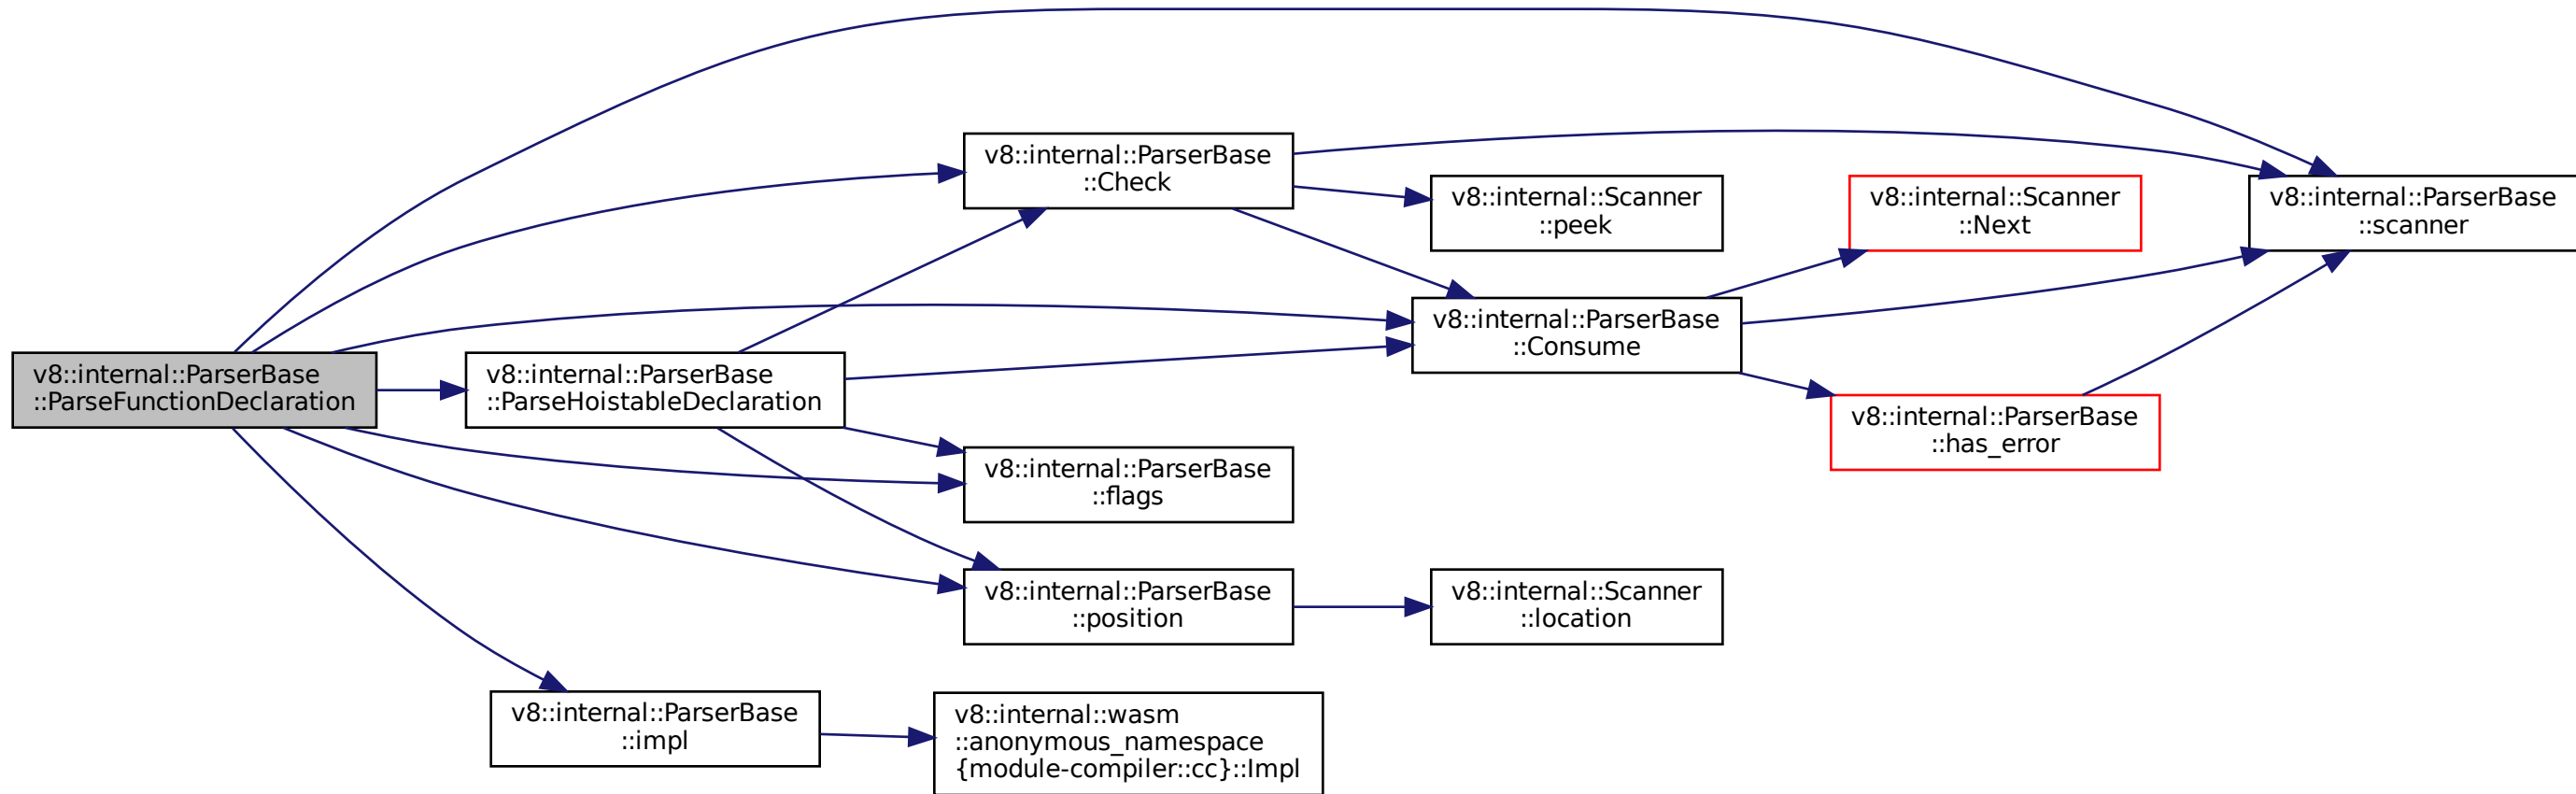 v8::internal::ParserBase
::ParseFunctionDeclaration
v8::internal::ParserBase
::ParseHoistableDeclaration
v8::internal::ParserBase
::impl
v8::internal::ParserBase
::Check
v8::internal::ParserBase
::flags
v8::internal::ParserBase
::position
v8::internal::wasm
::anonymous_namespace
{module-compiler::cc}::Impl
v8::internal::Scanner
::peek
v8::internal::ParserBase
::Consume
v8::internal::Scanner
::location
v8::internal::Scanner
::Next
v8::internal::ParserBase
::has_error
v8::internal::ParserBase
::scanner